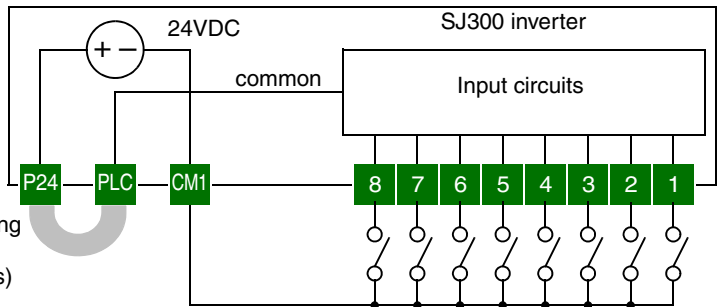 24VDC
SJ300 inverter
+ −
common
Input circuits
P24 PLC CM1 8 7 6 5 4 3 2 1